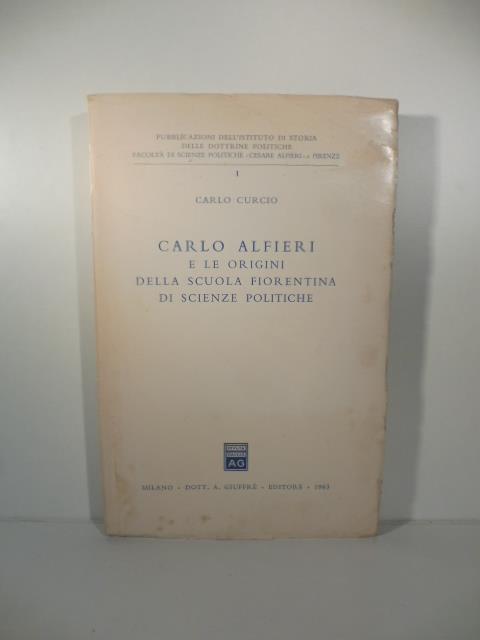 PUBBLICAZIONI DELL'ISTITUTO DI STORIA
DELLE DOTTRINE POLITICHE
FACOLTÀ DI SCIENZE POLITICHE «CESARE ALFIERI» - FIRENZE
1
CARLO CURCIO
CARLO ALFIERI
E LE ORIGINI
DELLA SCUOLA FIORENTINA
DI SCIENZE POLITICHE
AG
MILANO - DOTT. A. GIUFFRÈ - EDITORE - 1963